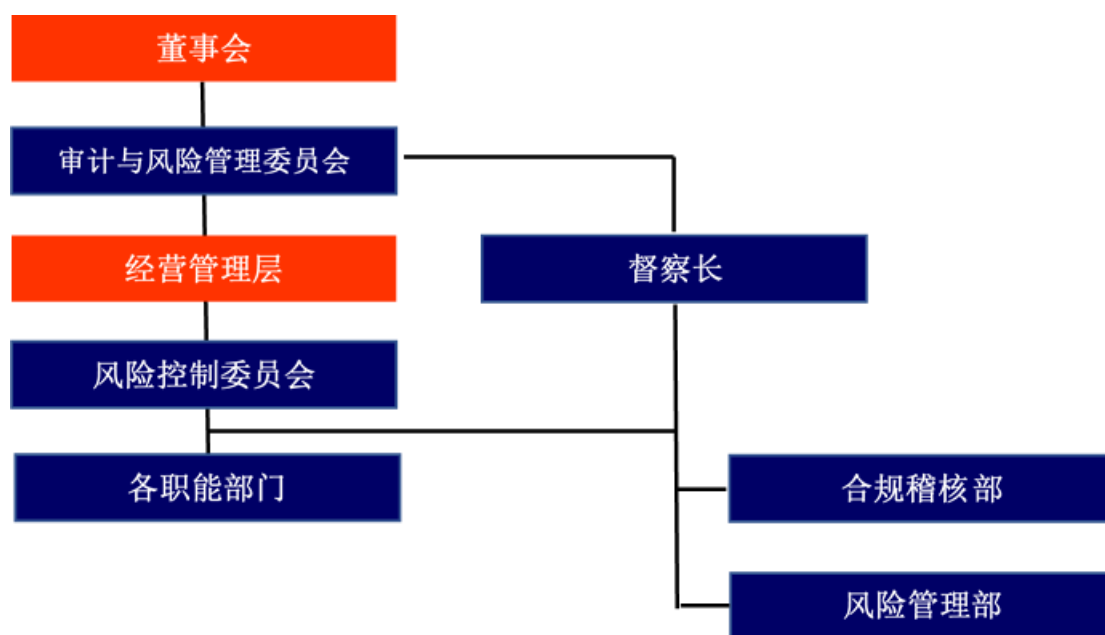 董事会
审计与风险管理委员会
经营管理层
督察长
风险控制委员会
各职能部门
合规稽核部
风险管理部